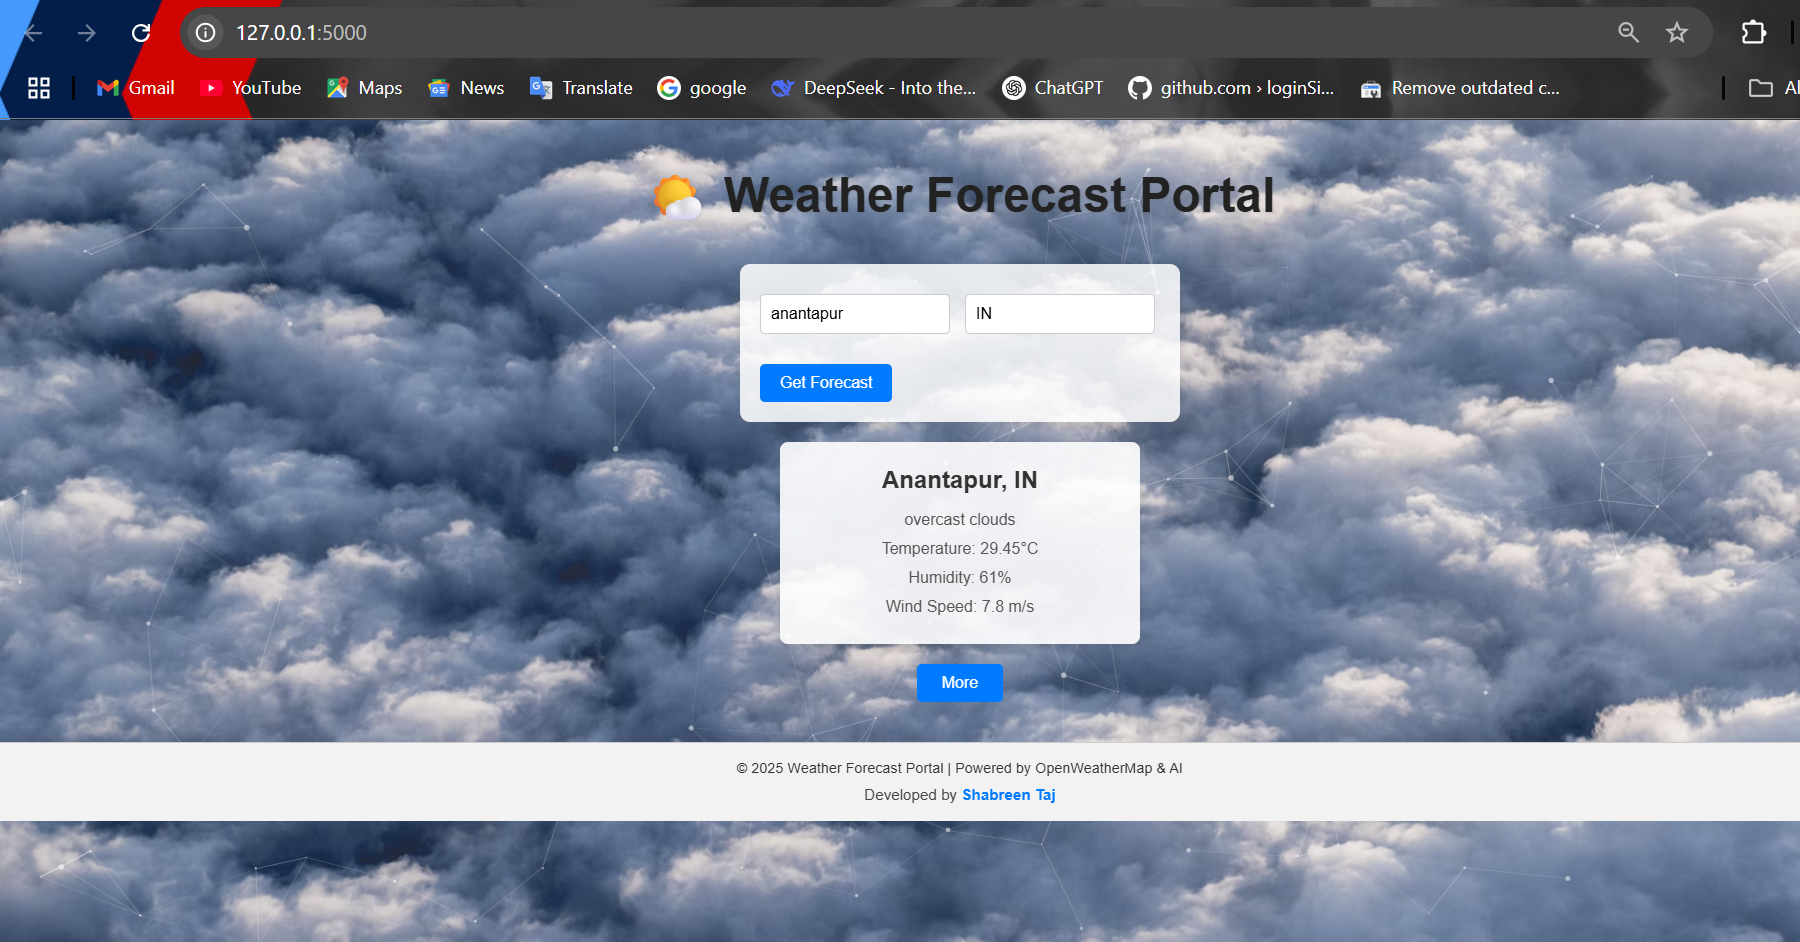 127.0.0.1:5000
Gmail YouTube Maps News Translate google DeepSeek - Into the... ChatGPT github.com › loginSi... Remove outdated c... Al
Weather Forecast Portal
anantapur IN
Get Forecast
Anantapur, IN
overcast clouds
Temperature: 29.45°C
Humidity: 61%
Wind Speed: 7.8 m/s
More
© 2025 Weather Forecast Portal | Powered by OpenWeatherMap & AI
Developed by Shabreen Taj